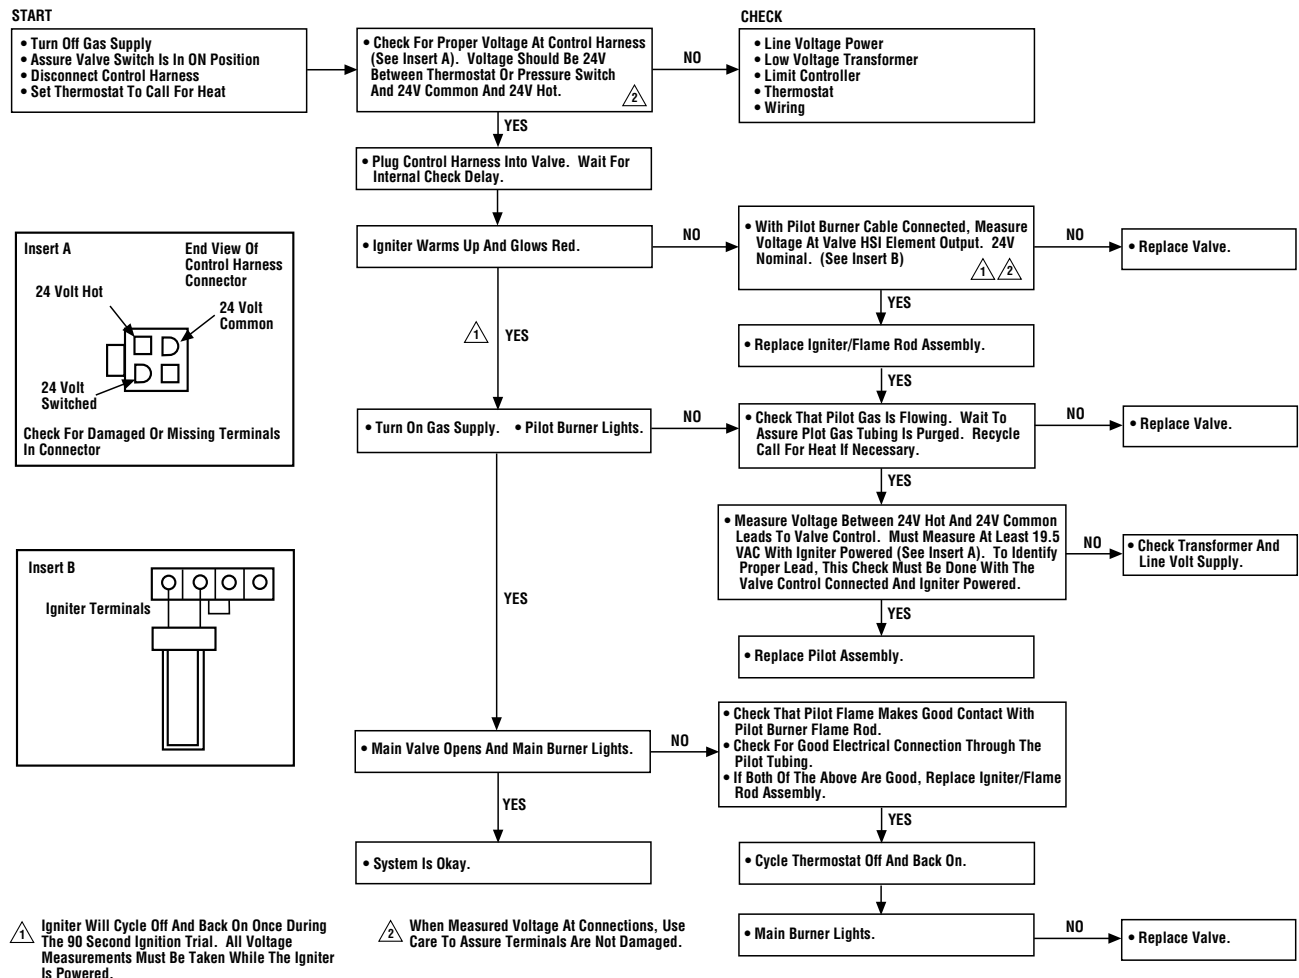 START
• Turn Off Gas Supply
• Assure Valve Switch Is In ON Position
• Disconnect Control Harness
• Set Thermostat To Call For Heat
• Check For Proper Voltage At Control Harness
(See Insert A). Voltage Should Be 24V
Between Thermostat Or Pressure Switch
And 24V Common And 24V Hot.
2
NO
CHECK
• Line Voltage Power
• Low Voltage Transformer
• Limit Controller
• Thermostat
• Wiring
YES
• Plug Control Harness Into Valve. Wait For
Internal Check Delay.
• Igniter Warms Up And Glows Red.
NO
• With Pilot Burner Cable Connected, Measure
Voltage At Valve HSI Element Output. 24V
Nominal. (See Insert B)
1 2
NO
• Replace Valve.
YES
• Replace Igniter/Flame Rod Assembly.
YES
1
YES
• Turn On Gas Supply. • Pilot Burner Lights.
NO
• Check That Pilot Gas Is Flowing. Wait To
Assure Plot Gas Tubing Is Purged. Recycle
Call For Heat If Necessary.
NO
• Replace Valve.
YES
• Measure Voltage Between 24V Hot And 24V Common
Leads To Valve Control. Must Measure At Least 19.5
VAC With Igniter Powered (See Insert A). To Identify
Proper Lead, This Check Must Be Done With The
Valve Control Connected And Igniter Powered.
NO
• Check Transformer And
Line Volt Supply.
YES
• Replace Pilot Assembly.
YES
• Main Valve Opens And Main Burner Lights.
NO
• Check That Pilot Flame Makes Good Contact With
Pilot Burner Flame Rod.
• Check For Good Electrical Connection Through The
Pilot Tubing.
• If Both Of The Above Are Good, Replace Igniter/Flame
Rod Assembly.
YES
• Cycle Thermostat Off And Back On.
• Main Burner Lights.
NO
• Replace Valve.
YES
• System Is Okay.
Insert A
End View Of
Control Harness
Connector
24 Volt Hot
24 Volt
Common
24 Volt
Switched
Check For Damaged Or Missing Terminals
In Connector
Insert B
Igniter Terminals
1 Igniter Will Cycle Off And Back On Once During
The 90 Second Ignition Trial. All Voltage
Measurements Must Be Taken While The Igniter
Is Powered.
2 When Measured Voltage At Connections, Use
Care To Assure Terminals Are Not Damaged.